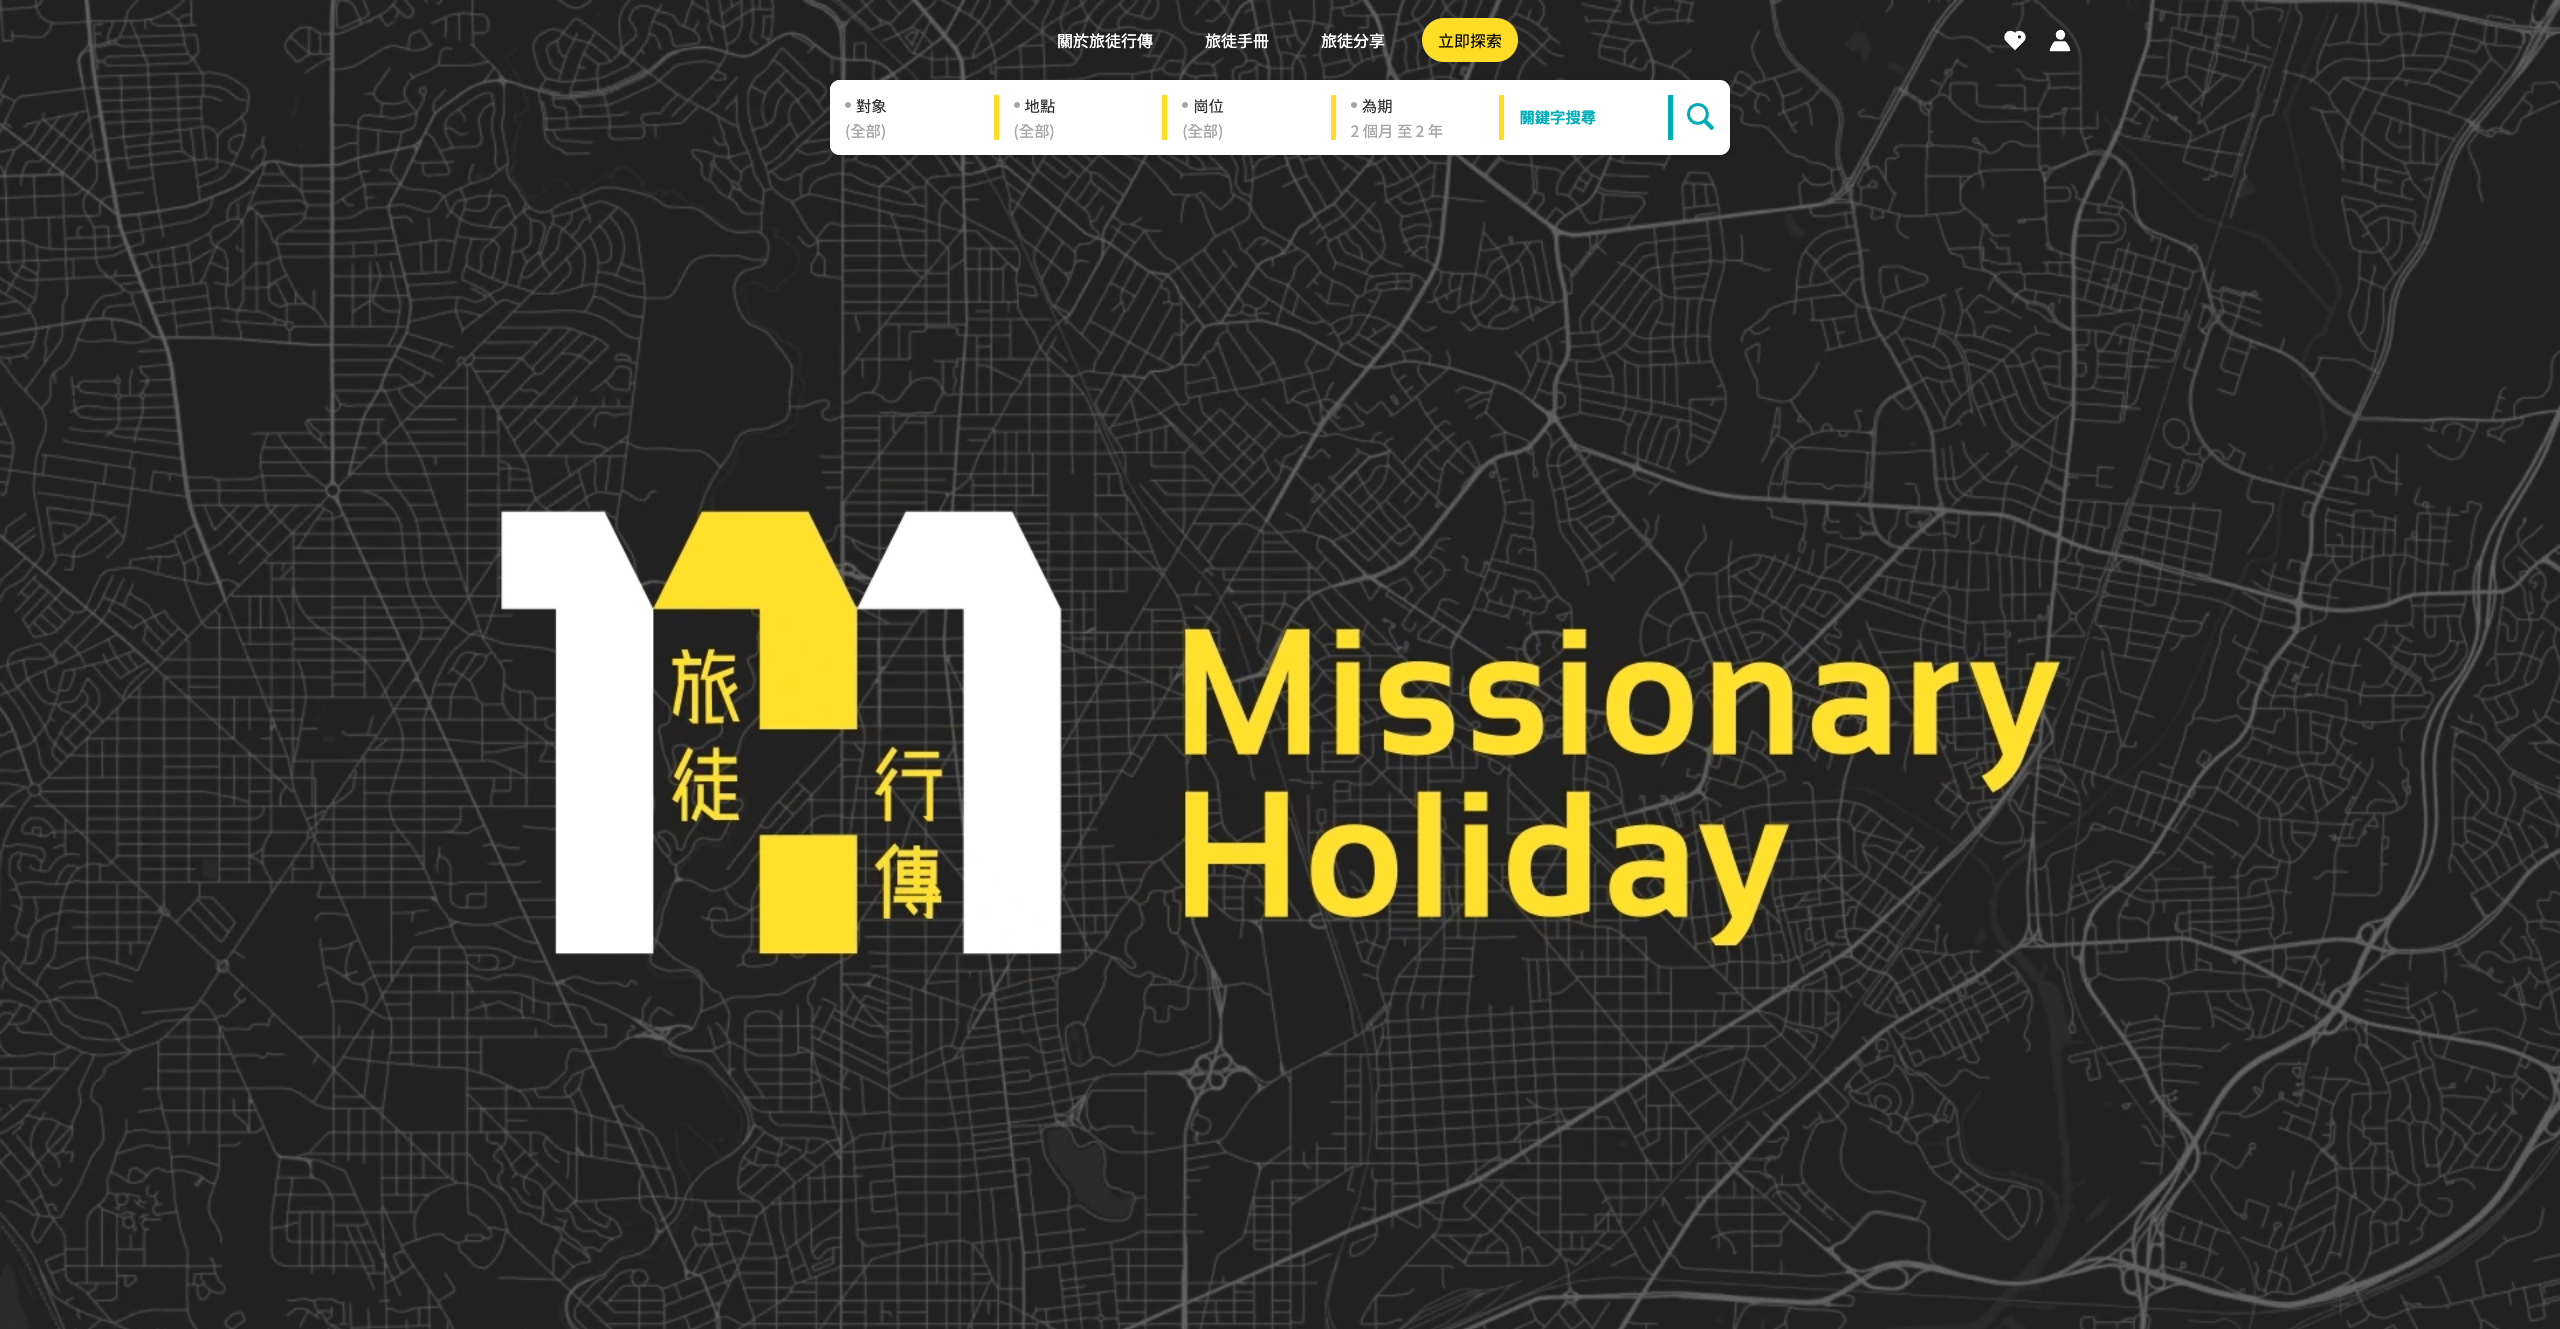 關於旅徒行傳
旅徒手冊
旅徒分享
立即探索
對象
(全部)
地點
(全部)
崗位
(全部)
為期
2 個月 至 2 年
關鍵字搜尋
旅徒
行傳
Missionary
Holiday